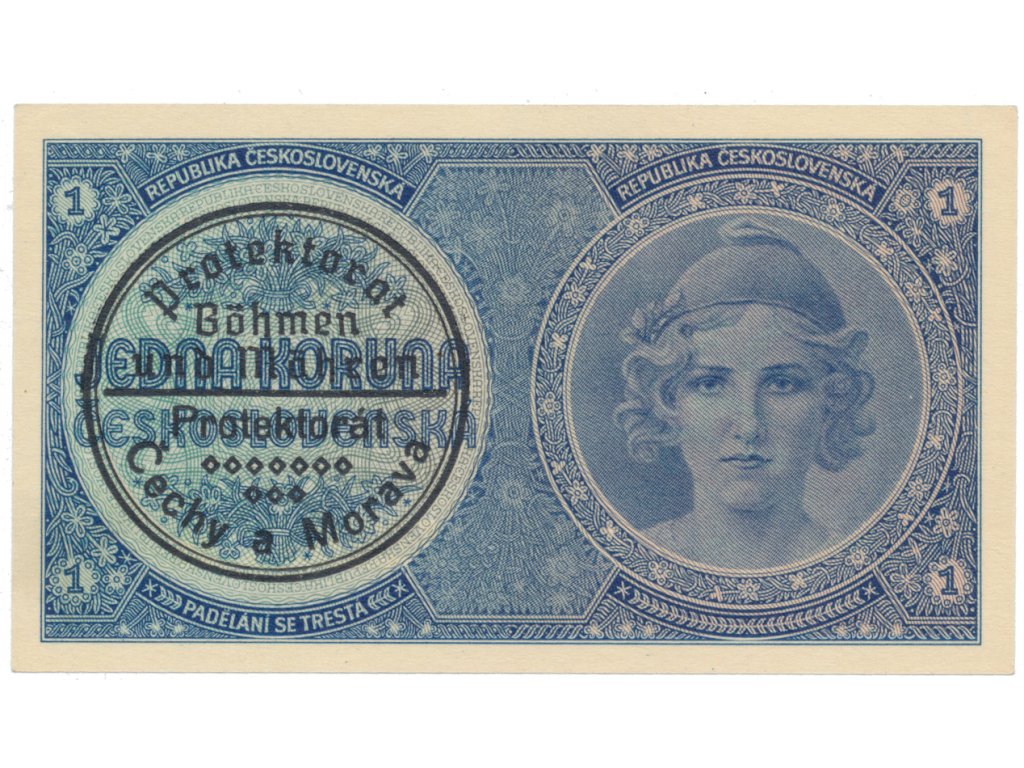 REPUBLIKA ČESKOSLOVENSKÁ
REPUBLIKA ČESKOSLOVENSKÁ
1
1
Protektorat
Böhmen
und Mähren
JEDNA KORUNA
ČESKOSLOVENSKÁ
Protektorát
Čechy a Morava
1
1
PADĚLÁNÍ SE TRESTÁ